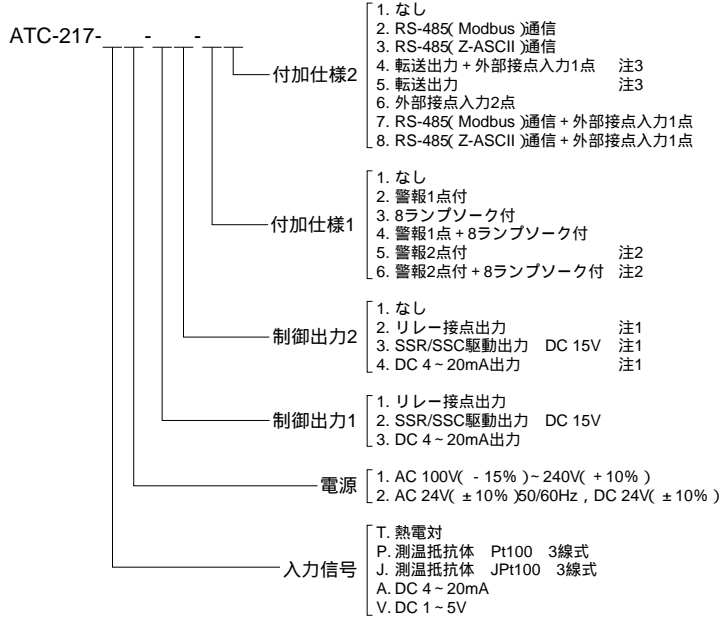 ATC-217-＿＿-＿＿-＿＿
付加仕様2
1. なし
2. RS-485( Modbus )通信
3. RS-485( Z-ASCII )通信
4. 転送出力 + 外部接点入力1点 注3
5. 転送出力 注3
6. 外部接点入力2点
7. RS-485( Modbus )通信 + 外部接点入力1点
8. RS-485( Z-ASCII )通信 + 外部接点入力1点
付加仕様1
1. なし
2. 警報1点付
3. 8ランプソーク付
4. 警報1点 + 8ランプソーク付
5. 警報2点付 注2
6. 警報2点付 + 8ランプソーク付 注2
制御出力2
1. なし
2. リレー接点出力 注1
3. SSR/SSC駆動出力 DC 15V 注1
4. DC 4 ~ 20mA出力 注1
制御出力1
1. リレー接点出力
2. SSR/SSC駆動出力 DC 15V
3. DC 4 ~ 20mA出力
電源
1. AC 100V( - 15% ) ~ 240V( + 10% )
2. AC 24V( ± 10% )50/60Hz , DC 24V( ± 10% )
入力信号
T. 熱電対
P. 測温抵抗体 Pt100 3線式
J. 測温抵抗体 JPt100 3線式
A. DC 4 ~ 20mA
V. DC 1 ~ 5V